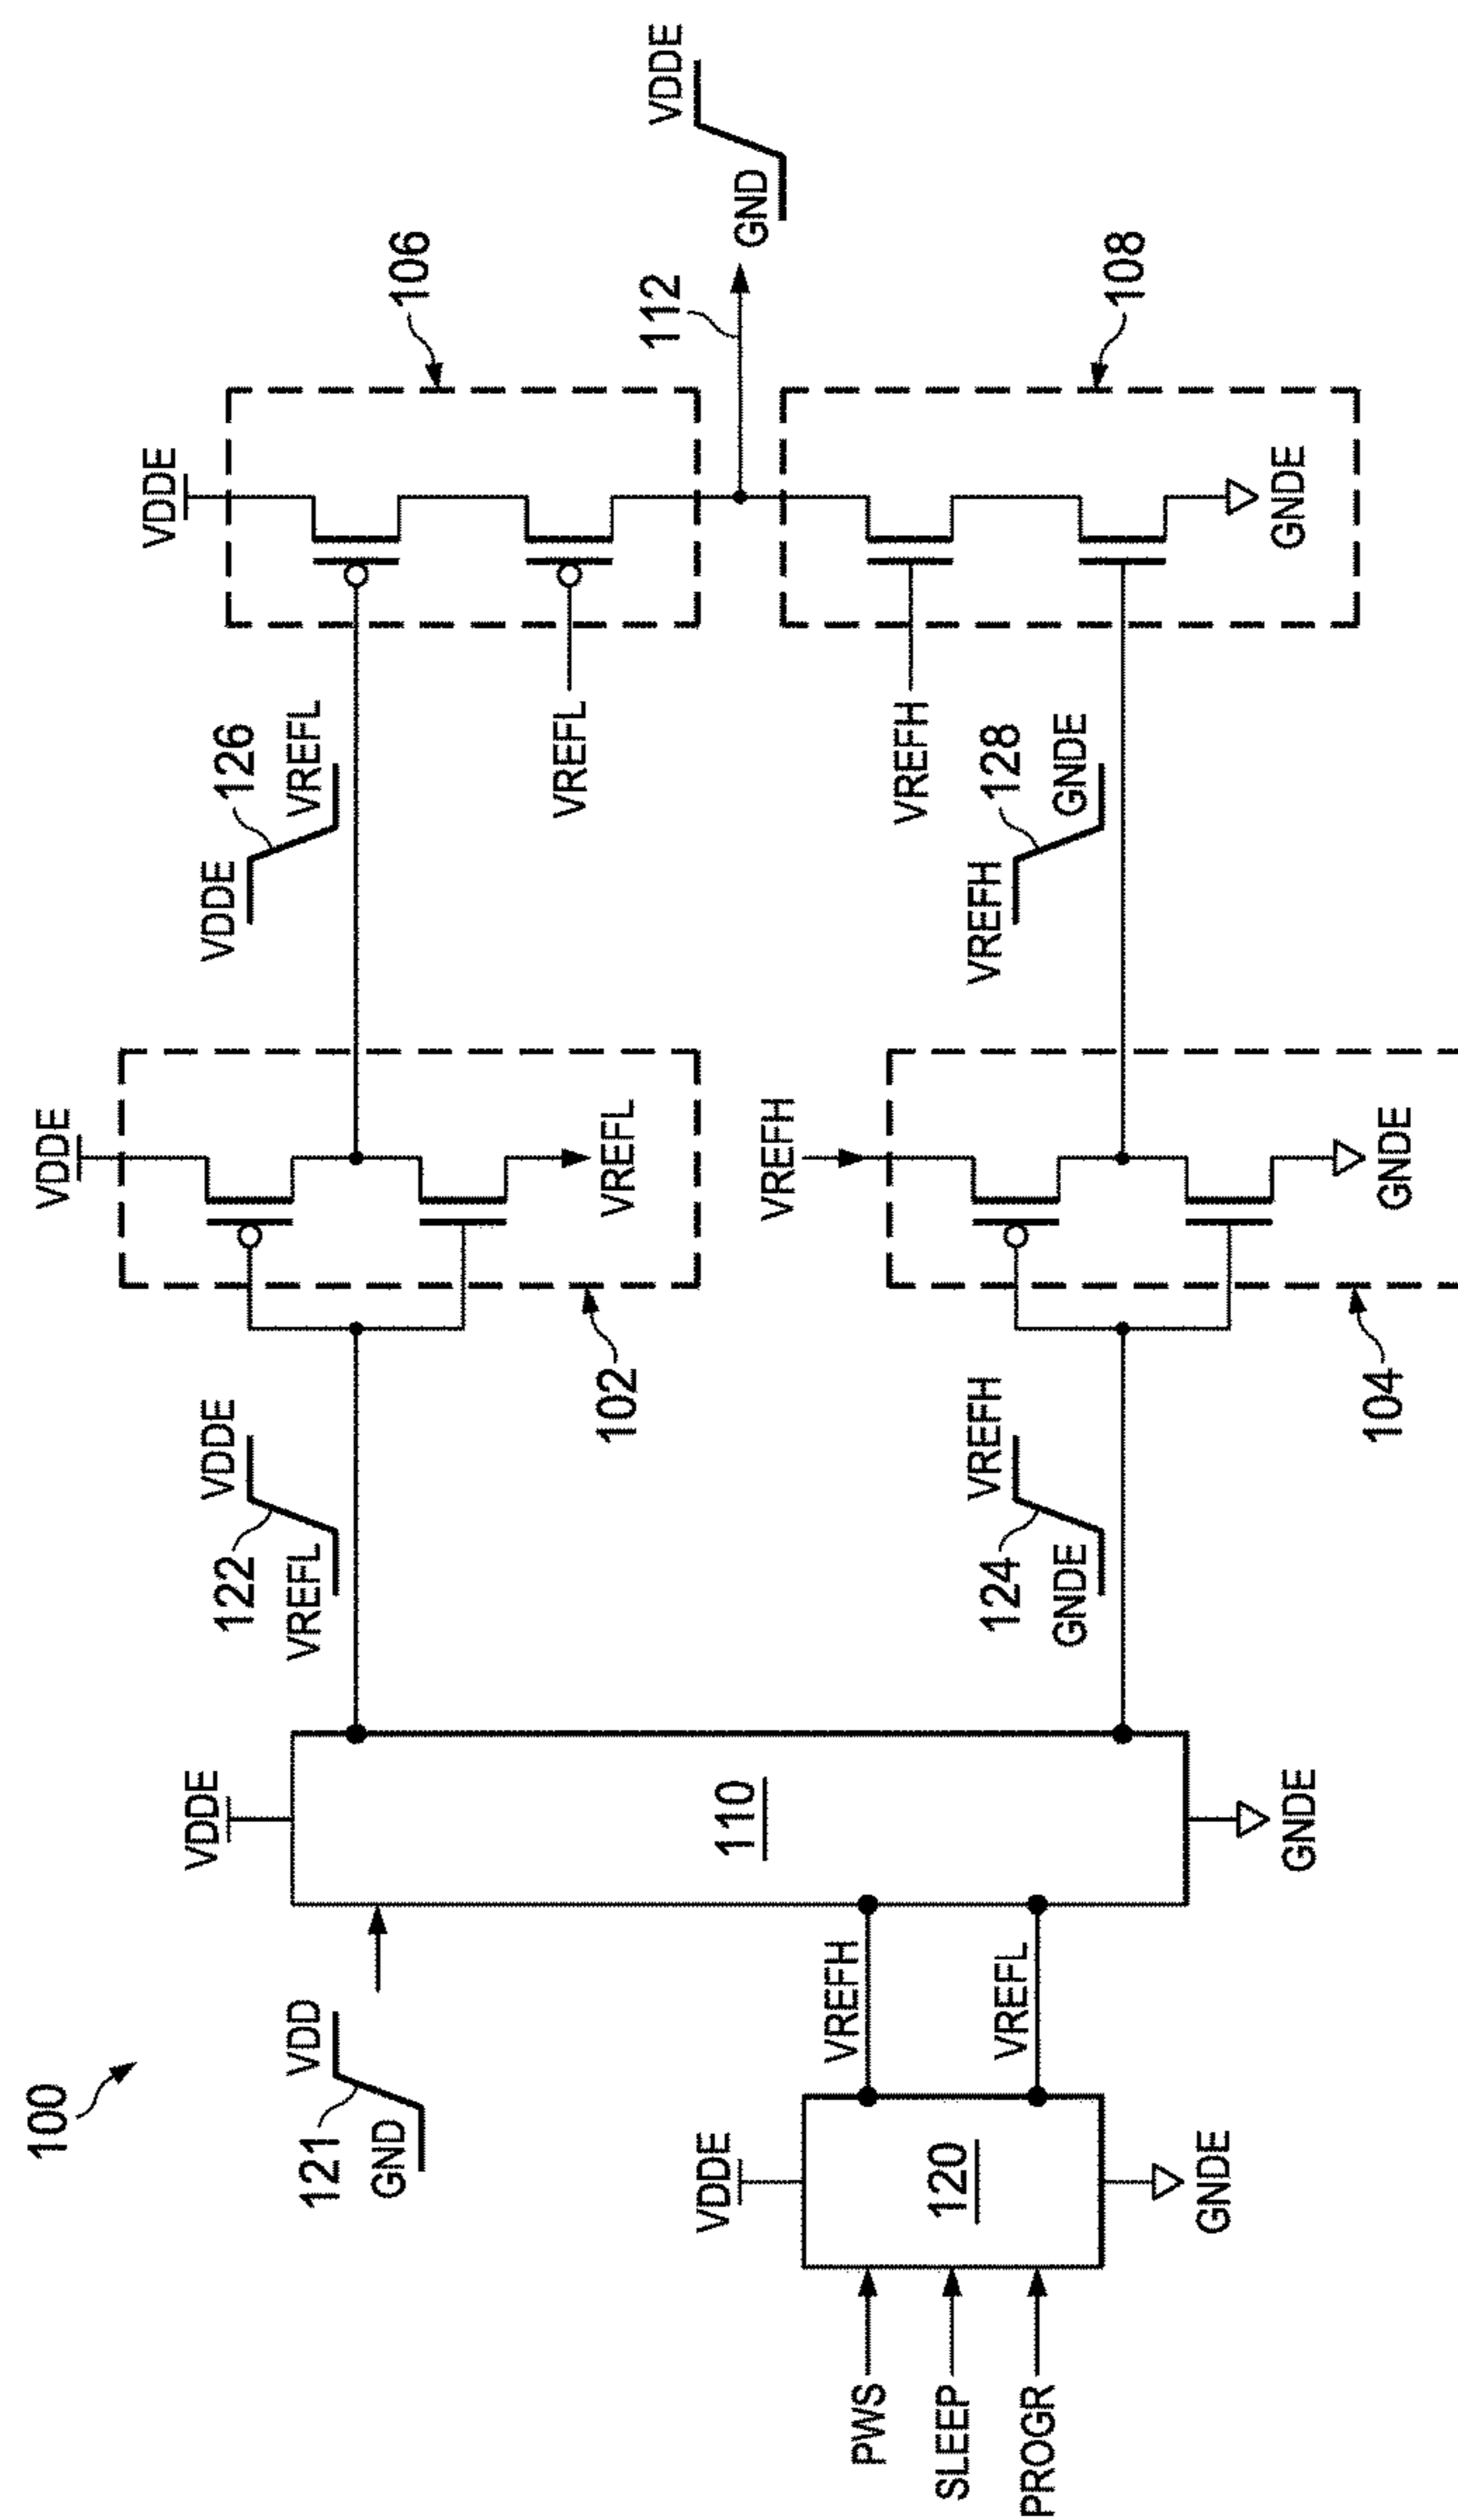 100
121
VDD
GND
VDDE
110
GNDE
VDDE
120
GNDE
PWS
SLEEP
PROGR
VREFH
VREFL
122
VDDE
VREFL
124
VREFH
GNDE
VDDE
VREFL
102
VREFH
GNDE
104
VDDE
126
VREFL
VREFH
128
GNDE
VDDE
106
VREFL
VREFH
108
GNDE
112
GND
VDDE